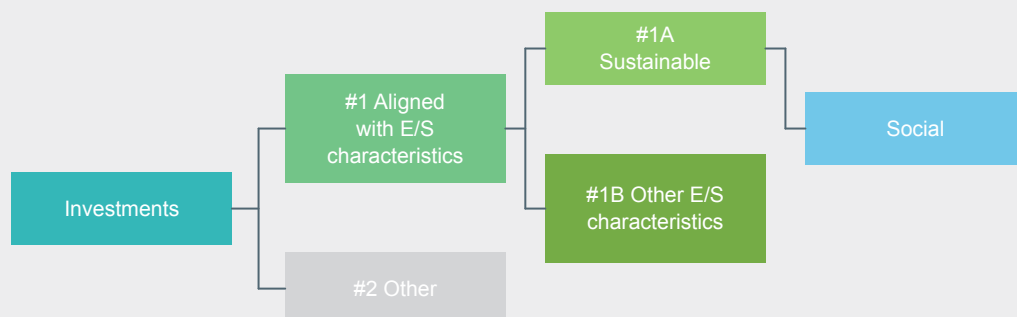 #1A
Sustainable
#1 Aligned
with E/S
characteristics
Social
Investments
#1B Other E/S
characteristics
#2 Other